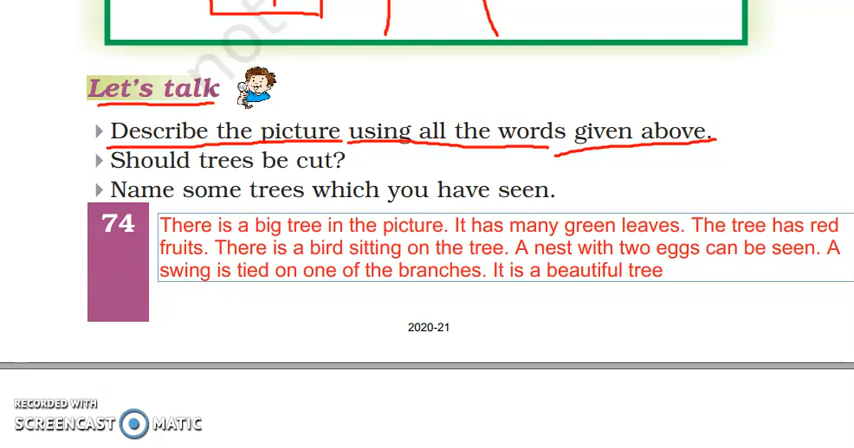 not
Let's talk
Describe the picture using all the words given above.
Should trees be cut?
Name some trees which you have seen.
74
There is a big tree in the picture. It has many green leaves. The tree has red
fruits. There is a bird sitting on the tree. A nest with two eggs can be seen. A
swing is tied on one of the branches. It is a beautiful tree
2020-21
RECORDED WITH
SCREENCAST MATIC